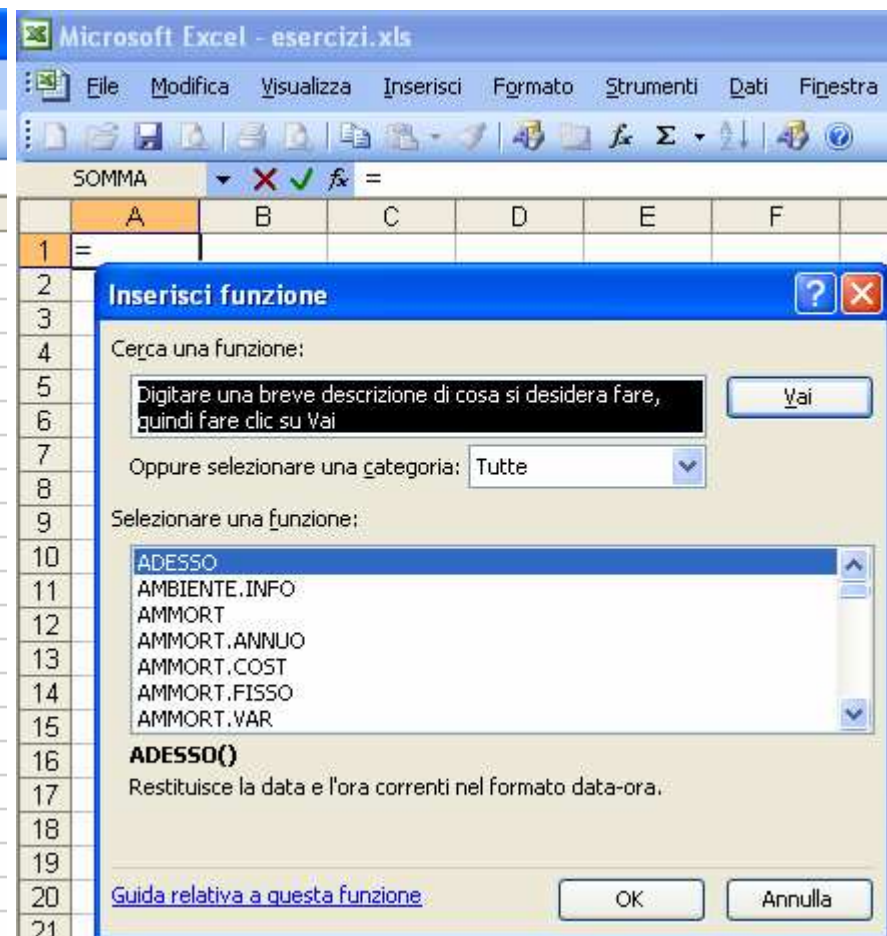 Microsoft Excel - esercizi.xls
File Modifica Visualizza Inserisci Formato Strumenti Dati Finestra
SOMMA fx =
A B C D E F
1 =
2
3
4
5
6
7
8
9
10
11
12
13
14
15
16
17
18
19
20
21
Inserisci funzione
Cerca una funzione:
Digitare una breve descrizione di cosa si desidera fare,
quindi fare clic su Vai
Vai
Oppure selezionare una categoria: Tutte
Selezionare una funzione:
ADESSO
AMBIENTE.INFO
AMMORT
AMMORT.ANNUO
AMMORT.COST
AMMORT.FISSO
AMMORT.VAR
ADESSO()
Restituisce la data e l'ora correnti nel formato data-ora.
Guida relativa a questa funzione
OK
Annulla